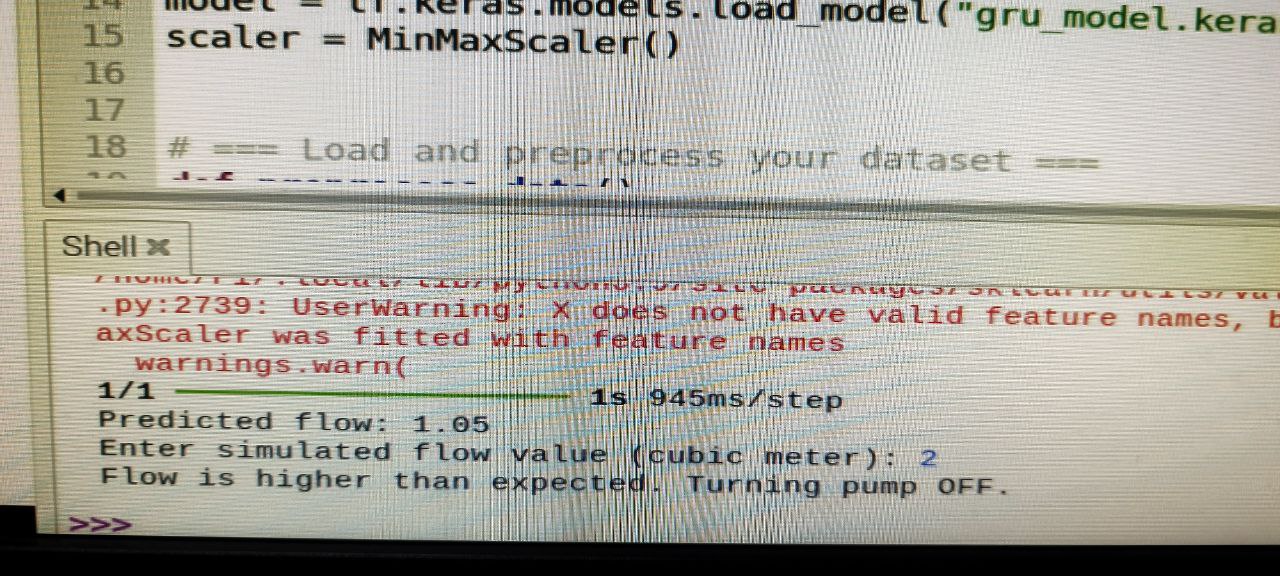 14 model = tf.keras.models.load_model("gru_model.kera
15 scaler = MinMaxScaler()
16
17
18 # === Load and preprocess your dataset ===
Shell
.py:2739: UserWarning: X does not have valid feature names, b
axScaler was fitted with feature names
warnings.warn(
1/1 1s 945ms/step
Predicted flow: 1.05
Enter simulated flow value (cubic meter): 2
Flow is higher than expected. Turning pump OFF.
>>>